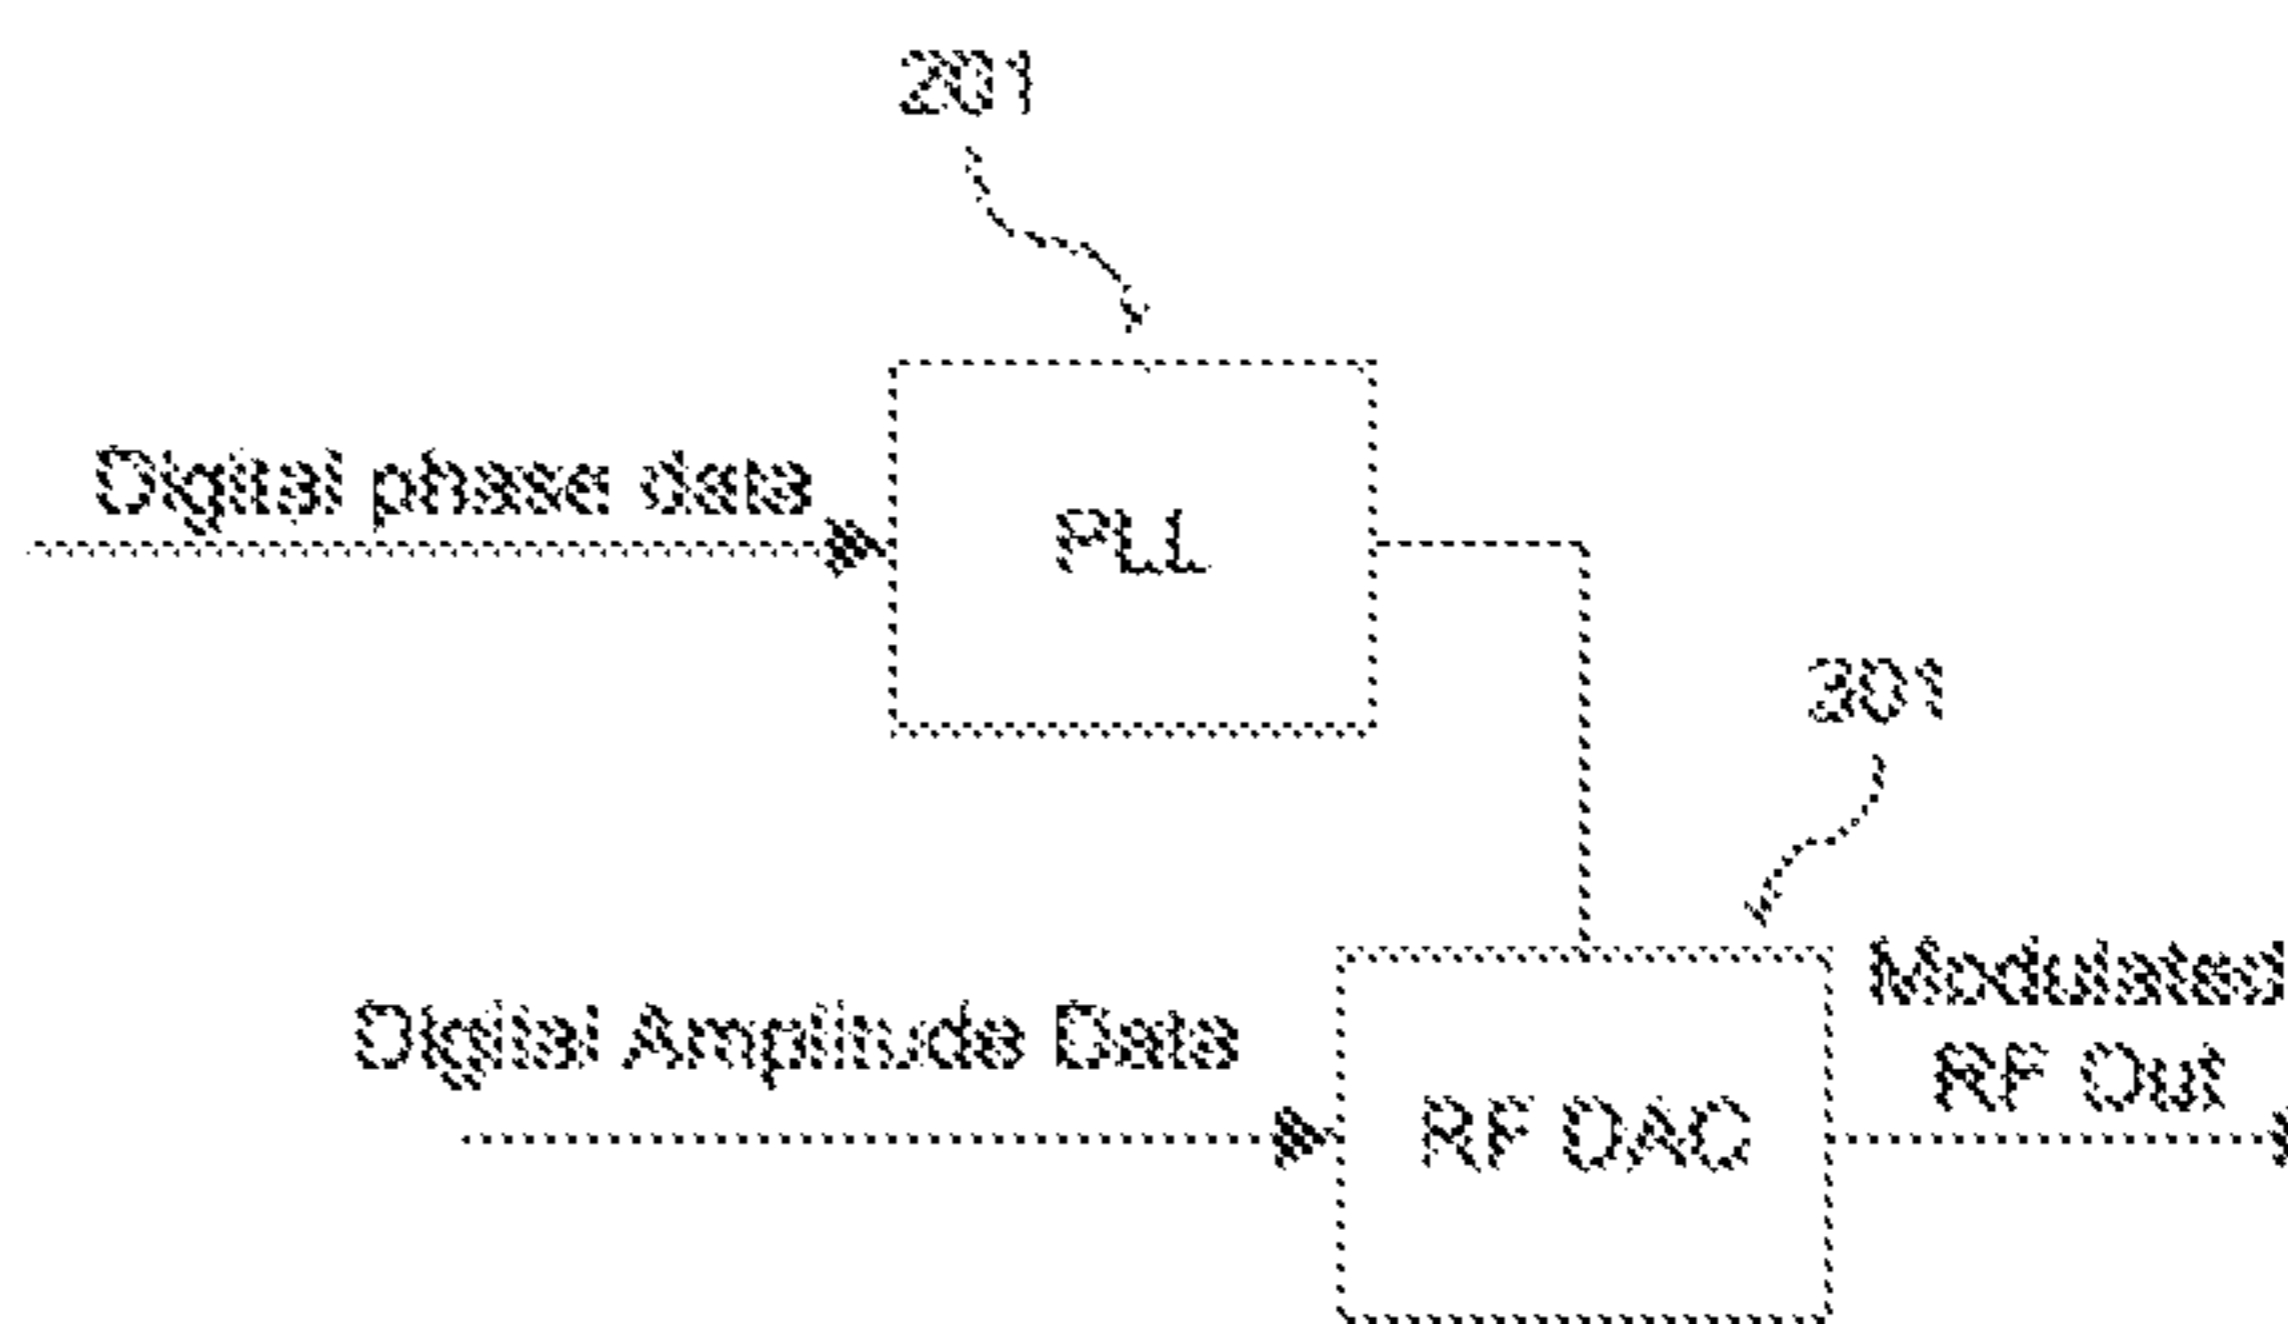 201
Digital phase data
PLL
301
Modulated
RF Out
Digital Amplitude Data
RF DAC